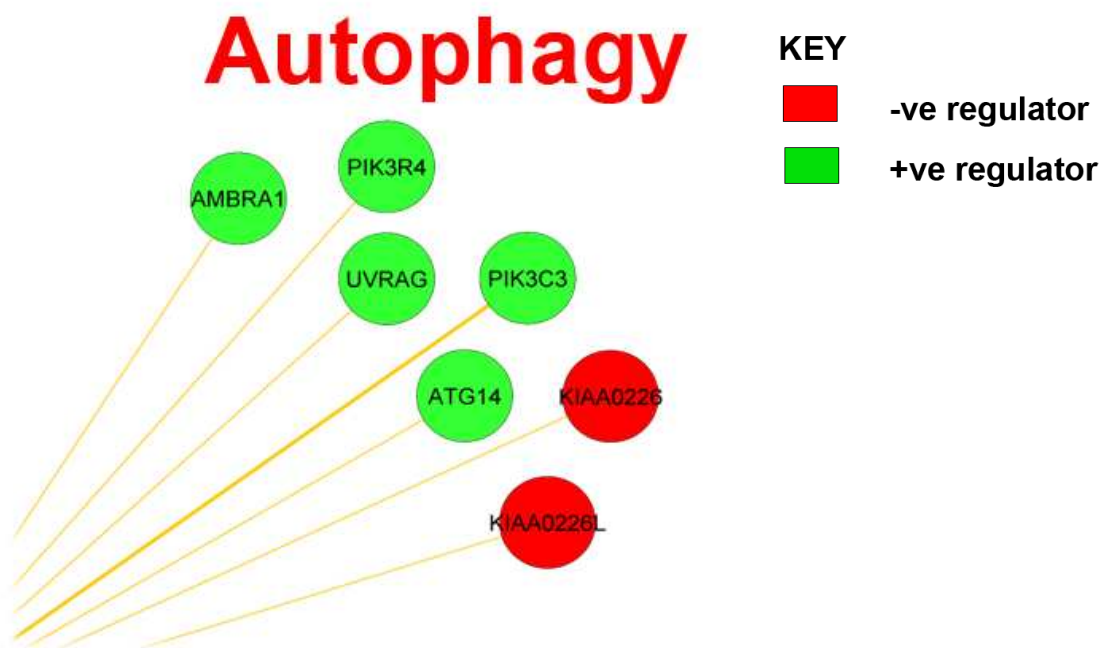 Autophagy
KEY
-ve regulator
+ve regulator
PIK3R4
AMBRA1
UVRAG
PIK3C3
ATG14
KIAA0226
KIAA0226L